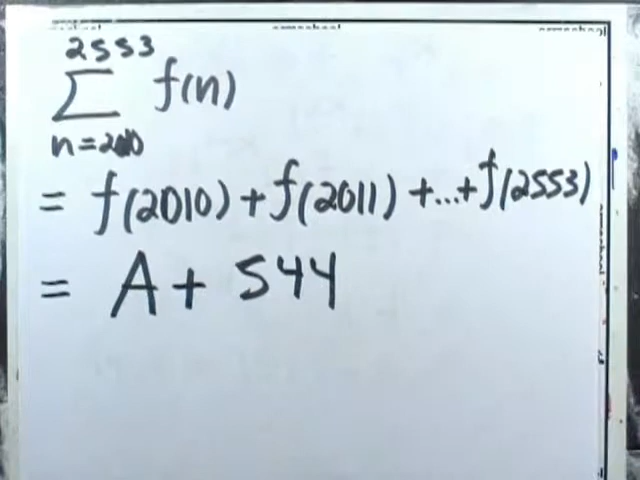 2553
∑ f(n)
n=2010
= f(2010)+f(2011)+...+f(2553)
= A+ 544